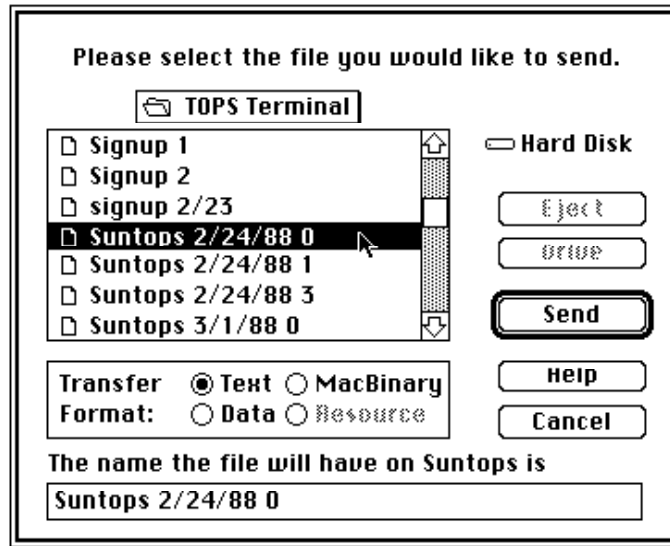 Please select the file you would like to send.
TOPS Terminal
Signup 1
Signup 2
signup 2/23
Suntops 2/24/88 0
Suntops 2/24/88 1
Suntops 2/24/88 3
Suntops 3/1/88 0
Hard Disk
Eject
Drive
Send
Help
Cancel
Transfer Format:
Text
MacBinary
Data
Resource
The name the file will have on Suntops is
Suntops 2/24/88 0